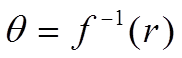 θ = f⁻¹(r)